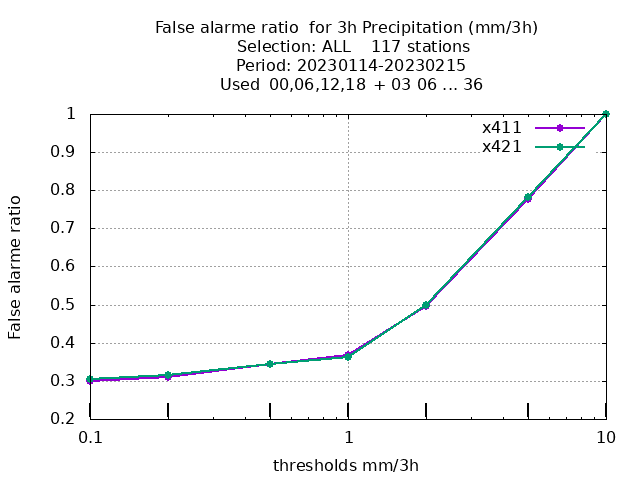 False alarme ratio  for 3h Precipitation (mm/3h)
Selection: ALL    117 stations
Period: 20230114-20230215
Used  00,06,12,18  + 03 06 ... 36
x411
x421
1
0.9
0.8
0.7
0.6
0.5
0.4
0.3
0.2
False alarme ratio
0.1
1
10
thresholds mm/3h